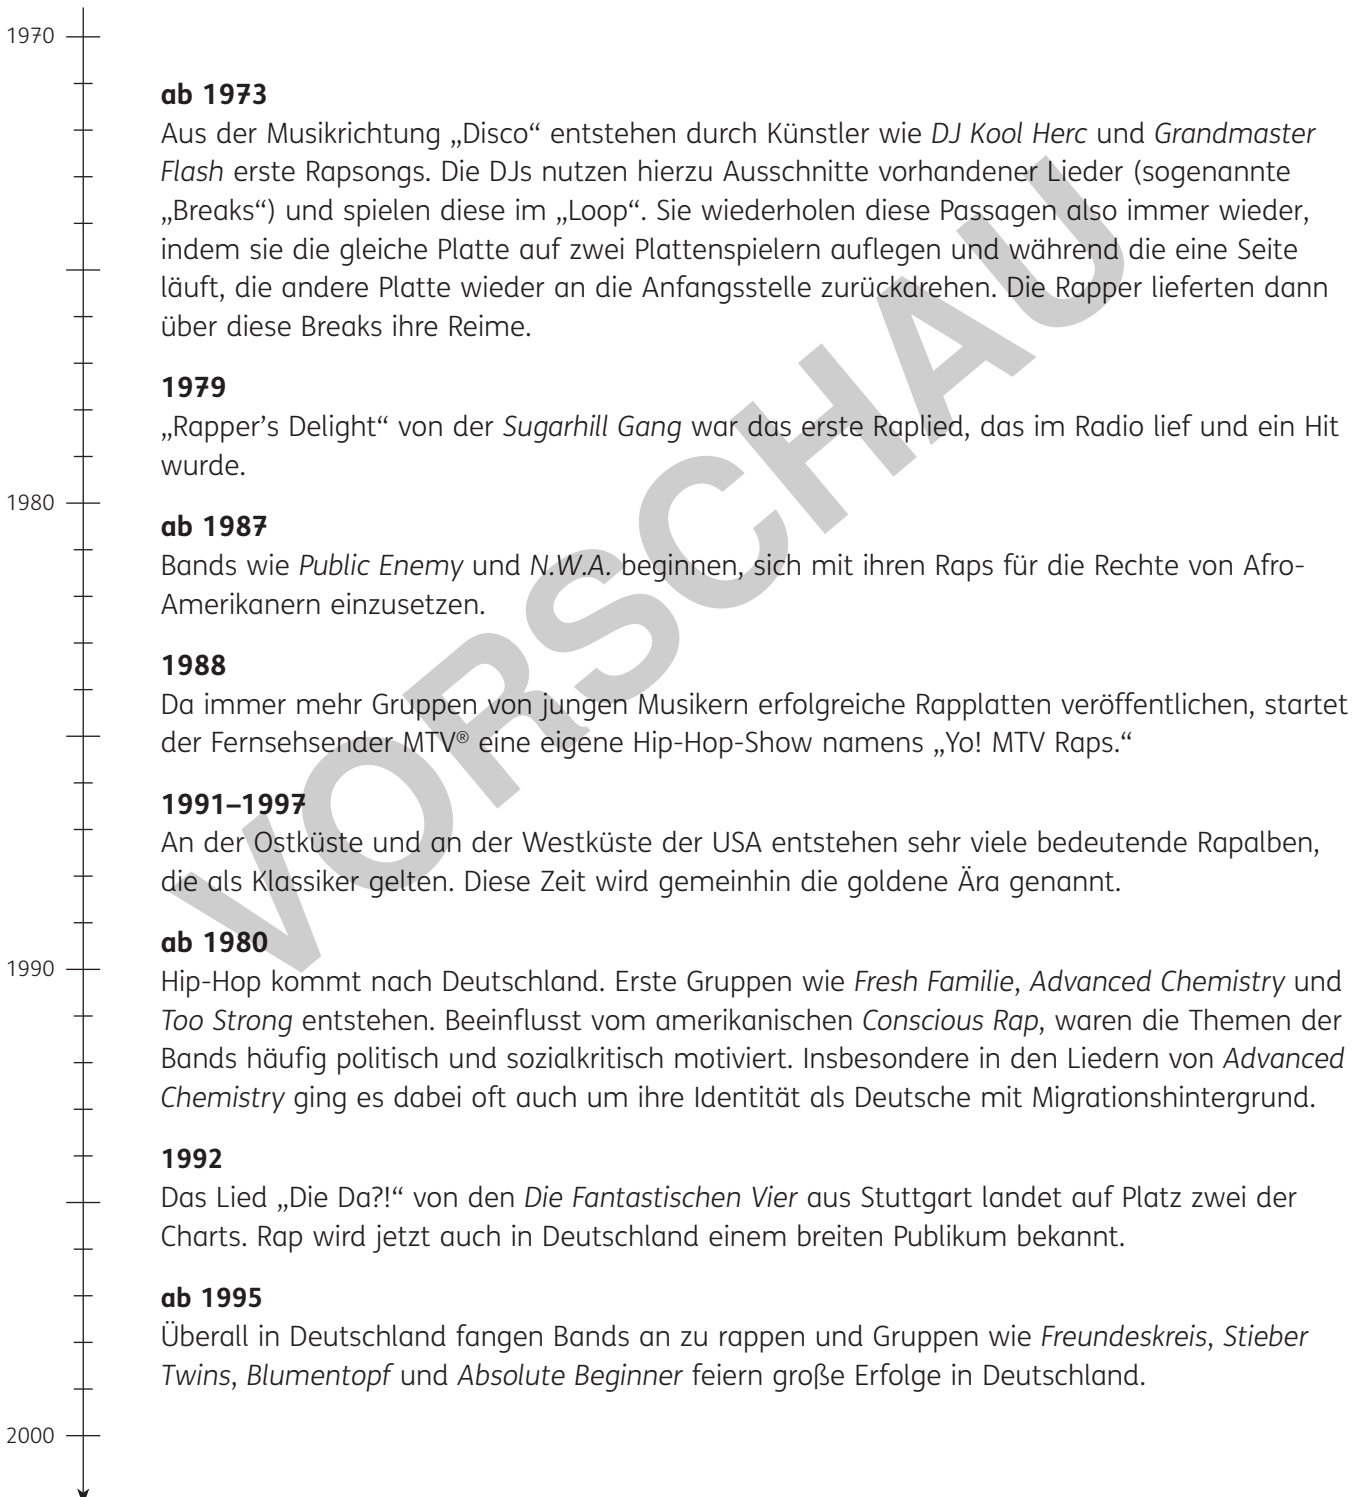 1970
ab 1973
Aus der Musikrichtung „Disco“ entstehen durch Künstler wie DJ Kool Herc und Grandmaster
Flash erste Rapsongs. Die DJs nutzen hierzu Ausschnitte vorhandener Lieder (sogenannte
„Breaks“) und spielen diese im „Loop“. Sie wiederholen diese Passagen also immer wieder,
indem sie die gleiche Platte auf zwei Plattenspielern auflegen und während die eine Seite
läuft, die andere Platte wieder an die Anfangsstelle zurückdrehen. Die Rapper lieferten dann
über diese Breaks ihre Reime.
1979
„Rapper’s Delight“ von der Sugarhill Gang war das erste Raplied, das im Radio lief und ein Hit
wurde.
1980
ab 1987
Bands wie Public Enemy und N.W.A. beginnen, sich mit ihren Raps für die Rechte von Afro-
Amerikanern einzusetzen.
1988
Da immer mehr Gruppen von jungen Musikern erfolgreiche Rapplatten veröffentlichen, startet
der Fernsehsender MTV® eine eigene Hip-Hop-Show namens „Yo! MTV Raps.“
1991–1997
An der Ostküste und an der Westküste der USA entstehen sehr viele bedeutende Rapalben,
die als Klassiker gelten. Diese Zeit wird gemeinhin die goldene Ära genannt.
ab 1980
1990
Hip-Hop kommt nach Deutschland. Erste Gruppen wie Fresh Familie, Advanced Chemistry und
Too Strong entstehen. Beeinflusst vom amerikanischen Conscious Rap, waren die Themen der
Bands häufig politisch und sozialkritisch motiviert. Insbesondere in den Liedern von Advanced
Chemistry ging es dabei oft auch um ihre Identität als Deutsche mit Migrationshintergrund.
1992
Das Lied „Die Da?!“ von den Die Fantastischen Vier aus Stuttgart landet auf Platz zwei der
Charts. Rap wird jetzt auch in Deutschland einem breiten Publikum bekannt.
ab 1995
Überall in Deutschland fangen Bands an zu rappen und Gruppen wie Freundeskreis, Stieber
Twins, Blumentopf und Absolute Beginner feiern große Erfolge in Deutschland.
2000
VORSCHAU